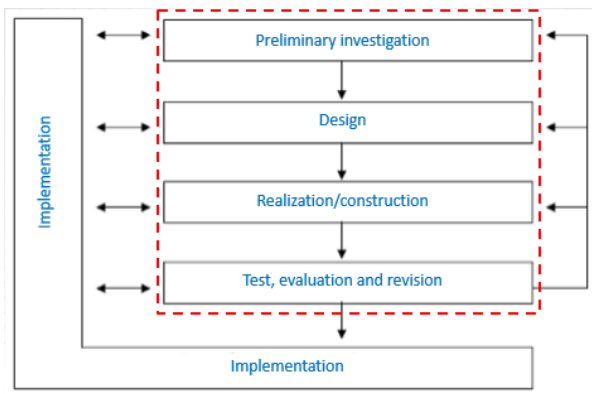 Preliminary investigation
Design
Realization/construction
Test, evaluation and revision
Implementation
Implementation